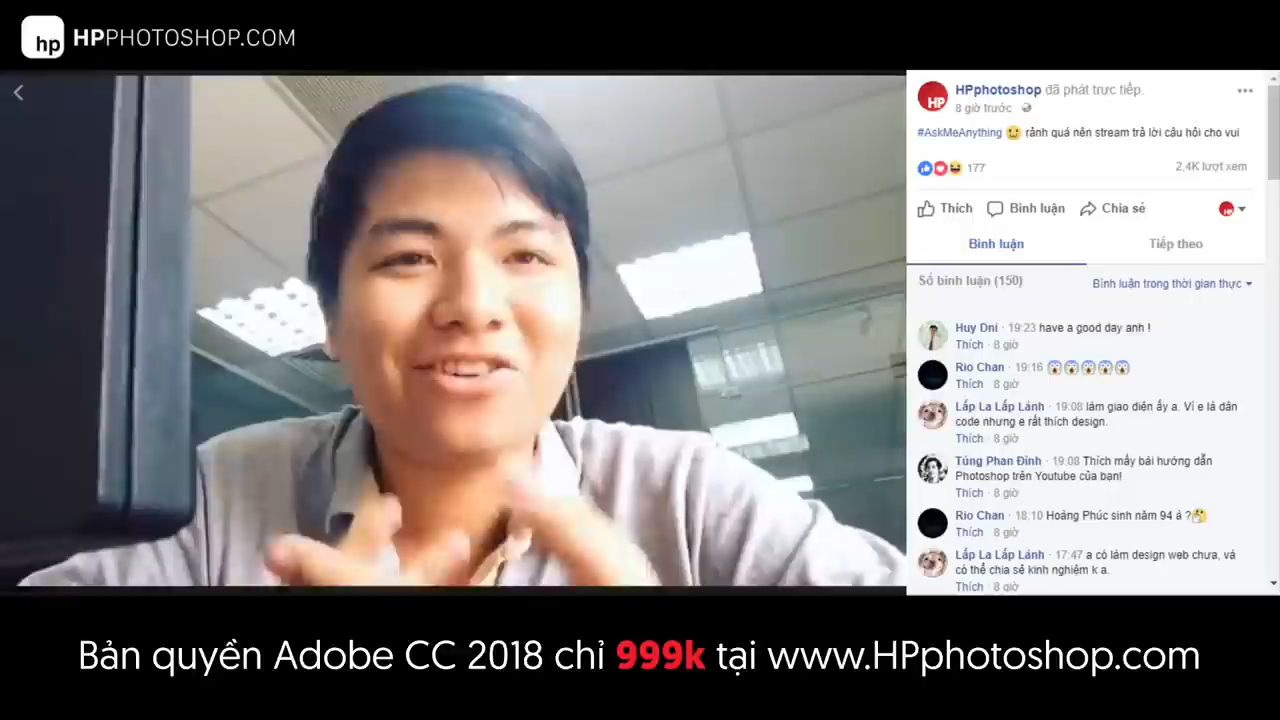 hp HPPHOTOSHOP.COM
HP
HPphotoshop đã phát trực tiếp.
8 giờ trước
#AskMeAnything rảnh quá nên stream trả lời câu hỏi cho vui
177
2,4K lượt xem
Thích Bình luận Chia sẻ
Bình luận Tiếp theo
Số bình luận (150)
Bình luận trong thời gian thực
Huy Dni · 19:23 have a good day anh !
Thích · 8 giờ
Rio Chan · 19:16
Thích · 8 giờ
Lấp La Lấp Lánh · 19:08 làm giao diện ấy a. Vì e là dân
code nhưng e rất thích design.
Thích · 8 giờ
Tùng Phan Đình · 19:08 Thích mấy bài hướng dẫn
Photoshop trên Youtube của bạn!
Thích · 8 giờ
Rio Chan · 18:10 Hoàng Phúc sinh năm 94 à ?
Thích · 8 giờ
Lấp La Lấp Lánh · 17:47 a có làm design web chưa, và
có thể chia sẻ kinh nghiệm k a.
Thích · 8 giờ
Bản quyền Adobe CC 2018 chỉ 999k tại www.HPphotoshop.com